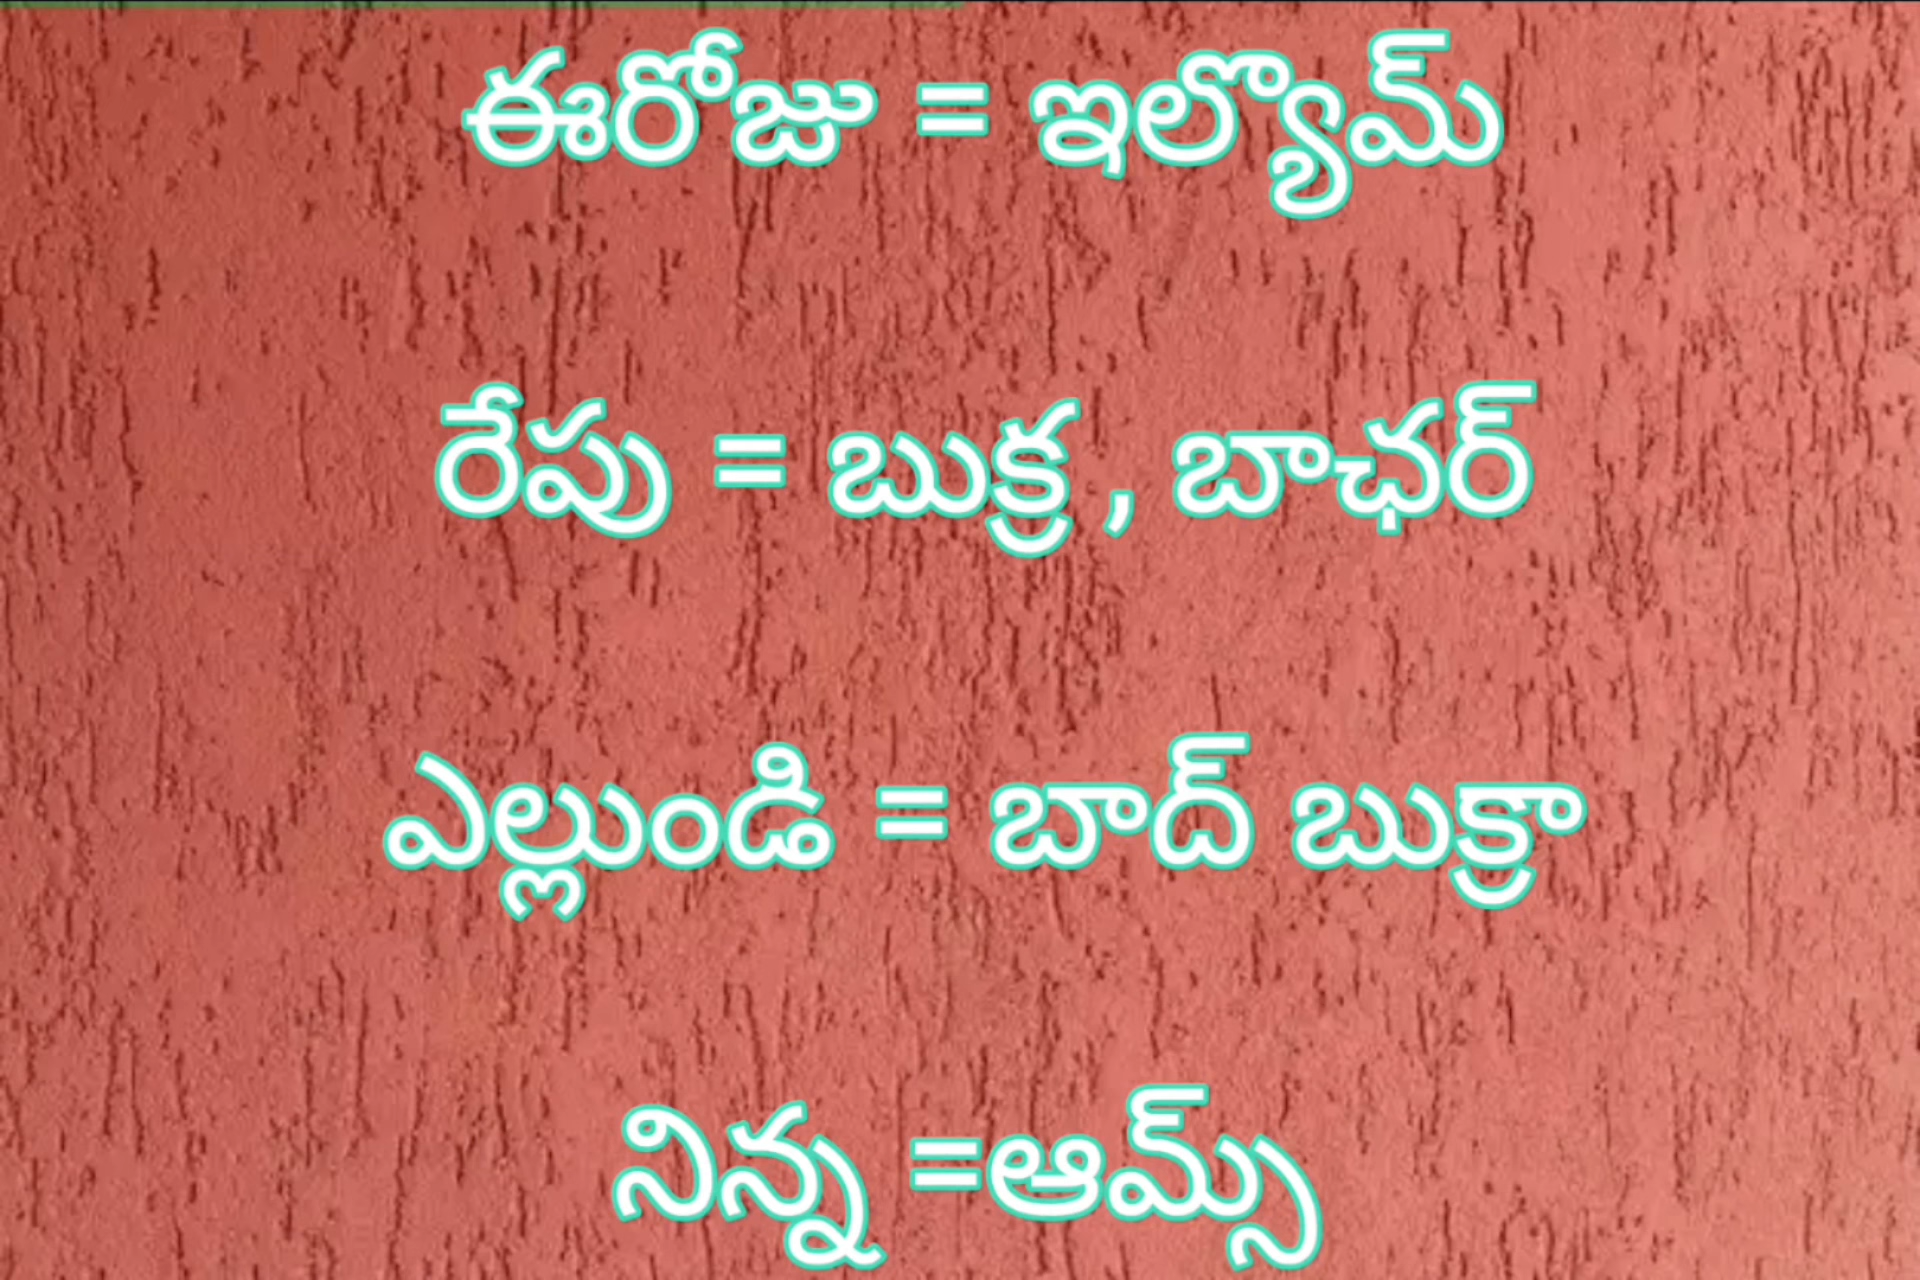 ఈరోజు = ఇల్యొమ్
రేపు = బుక్ర , బాఛర్
ఎల్లుండి = బాద్ బుక్రా
నిన్న =ఆమ్స్